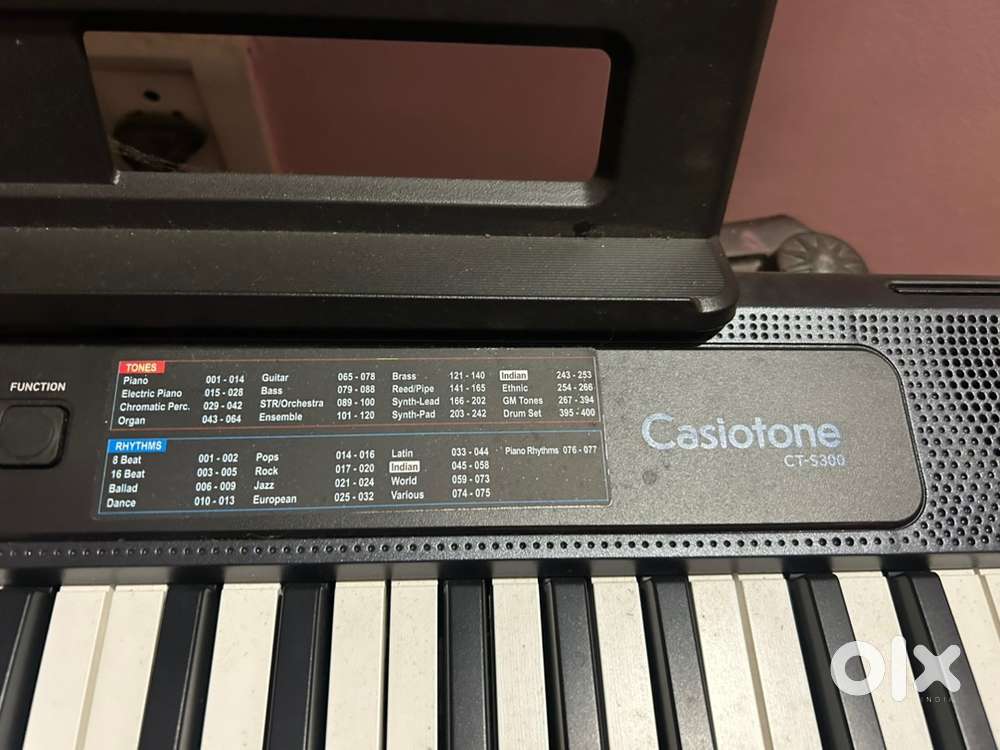 FUNCTION
TONES
Piano 001 - 014 Guitar 065 - 078 Brass 121 - 140 Indian 243 - 253
Electric Piano 015 - 028 Bass 079 - 088 Reed/Pipe 141 - 165 Ethnic 254 - 266
Chromatic Perc. 029 - 042 STR/Orchestra 089 - 100 Synth-Lead 166 - 202 GM Tones 267 - 394
Organ 043 - 064 Ensemble 101 - 120 Synth-Pad 203 - 242 Drum Set 395 - 400
RHYTHMS
8 Beat 001 - 002 Pops 014 - 016 Latin 033 - 044 Piano Rhythms 076 - 077
16 Beat 003 - 005 Rock 017 - 020 Indian 045 - 058
Ballad 006 - 009 Jazz 021 - 024 World 059 - 073
Dance 010 - 013 European 025 - 032 Various 074 - 075
Casiotone
CT-S300
olx
INDIA